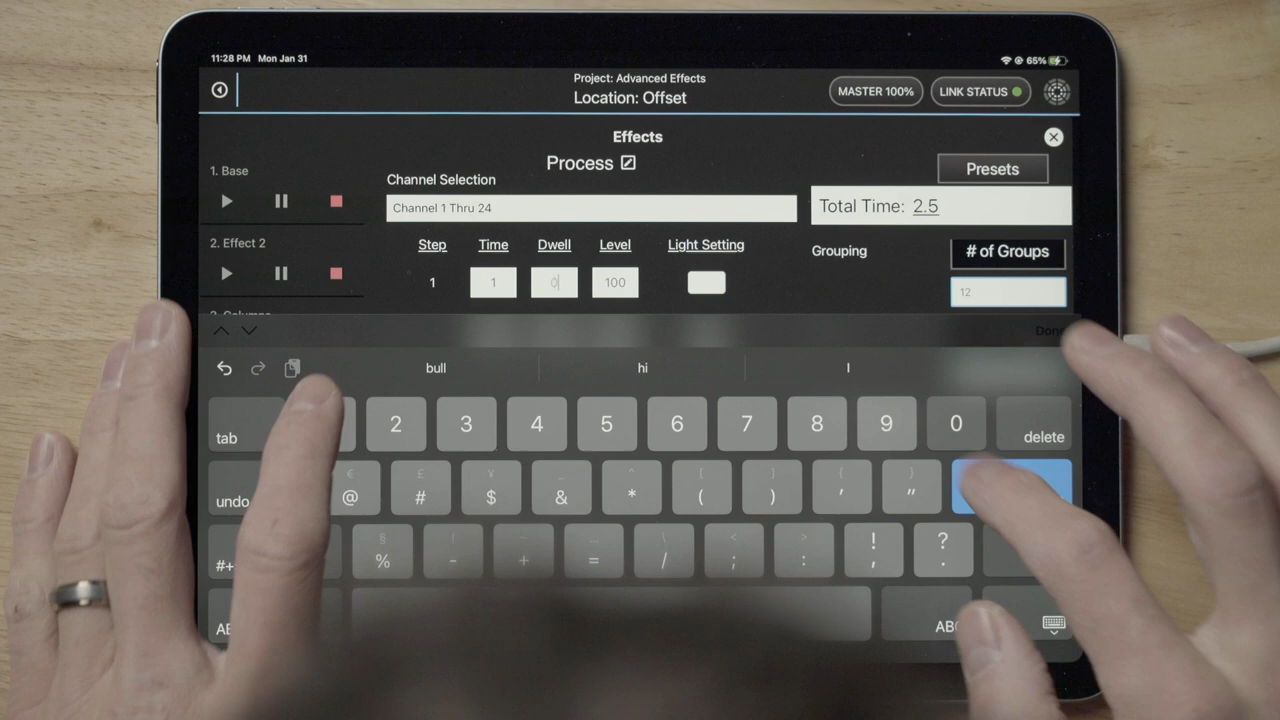 11:28 PM Mon Jan 31
65%
Project: Advanced Effects
Location: Offset
MASTER 100%
LINK STATUS
Effects
Process
Presets
1. Base
Channel Selection
Channel 1 Thru 24
Total Time: 2.5
2. Effect 2
Step Time Dwell Level Light Setting
Grouping
# of Groups
1 1 0 100
12
bull hi I
tab 2 3 4 5 6 7 8 9 0 delete
€ £ ¥ ^ [ ] { }
undo @ # $ & * ( ) ' "
§ | ~ … \ < > ! ?
% - + = / ; : , .